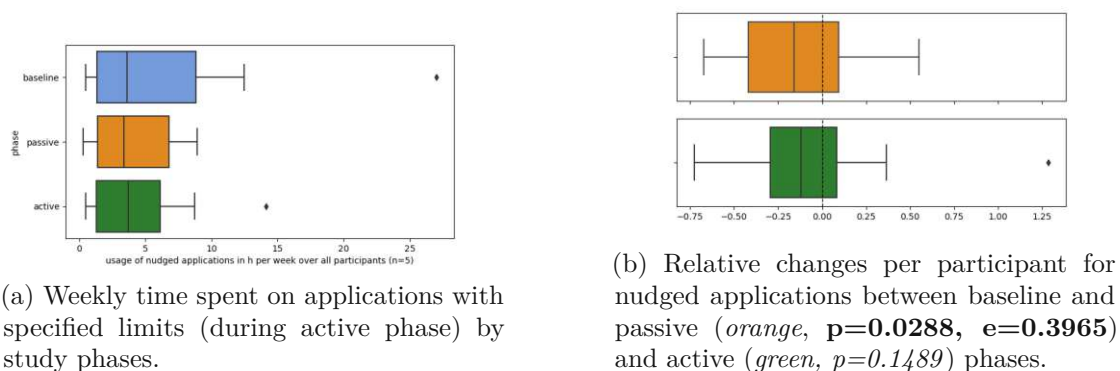 baseline
passive
active
phase
0 5 10 15 20 25
usage of nudged applications in h per week over all participants (n=5)
(a) Weekly time spent on applications with
specified limits (during active phase) by
study phases.
−0.75 −0.50 −0.25 0.00 0.25 0.50 0.75 1.00 1.25
(b) Relative changes per participant for
nudged applications between baseline and
passive (orange, p=0.0288, e=0.3965)
and active (green, p=0.1489) phases.